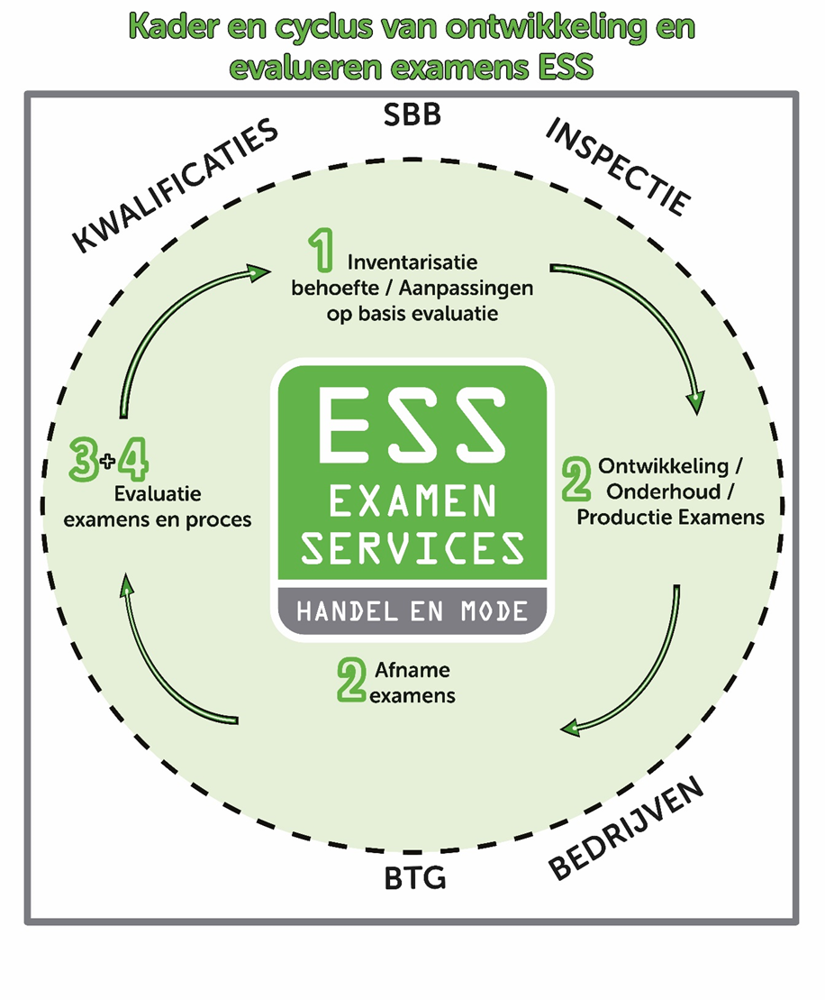 Kader en cyclus van ontwikkeling en
evalueren examens ESS
SBB
KWALIFICATIES
INSPECTIE
1 Inventarisatie
behoefte / Aanpassingen
op basis evaluatie
ESS
EXAMEN
SERVICES
HANDEL EN MODE
2 Ontwikkeling /
Onderhoud /
Productie Examens
3+4
Evaluatie
examens en proces
2 Afname
examens
BEDRIJVEN
BTG